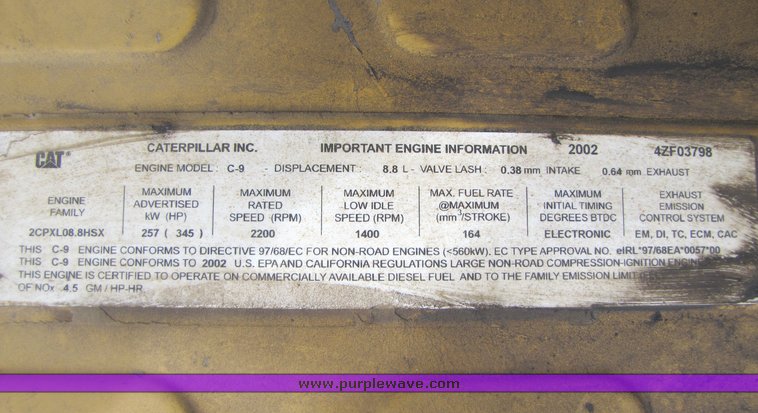 CATERPILLAR INC. IMPORTANT ENGINE INFORMATION 2002 4ZF03798
CAT
ENGINE MODEL: C-9 - DISPLACEMENT: 8.8 L - VALVE LASH: 0.38 mm INTAKE 0.64 mm EXHAUST
ENGINE FAMILY
2CPXL08.8HSX
MAXIMUM ADVERTISED kW (HP)
257 ( 345 )
MAXIMUM RATED SPEED (RPM)
2200
MAXIMUM LOW IDLE SPEED (RPM)
1400
MAX. FUEL RATE @MAXIMUM (mm³/STROKE)
164
MAXIMUM INITIAL TIMING DEGREES BTDC
ELECTRONIC
EXHAUST EMISSION CONTROL SYSTEM
EM, DI, TC, ECM, CAC
THIS C-9 ENGINE CONFORMS TO DIRECTIVE 97/68/EC FOR NON-ROAD ENGINES (<560kW). EC TYPE APPROVAL NO. eIRL*97/68EA*0057*00
THIS C-9 ENGINE CONFORMS TO 2002 U.S. EPA AND CALIFORNIA REGULATIONS LARGE NON-ROAD COMPRESSION-IGNITION
THIS ENGINE IS CERTIFIED TO OPERATE ON COMMERCIALLY AVAILABLE DIESEL FUEL AND TO THE FAMILY EMISSION
OF NOx 4.5 GM / HP-HR.
www.purplewave.com